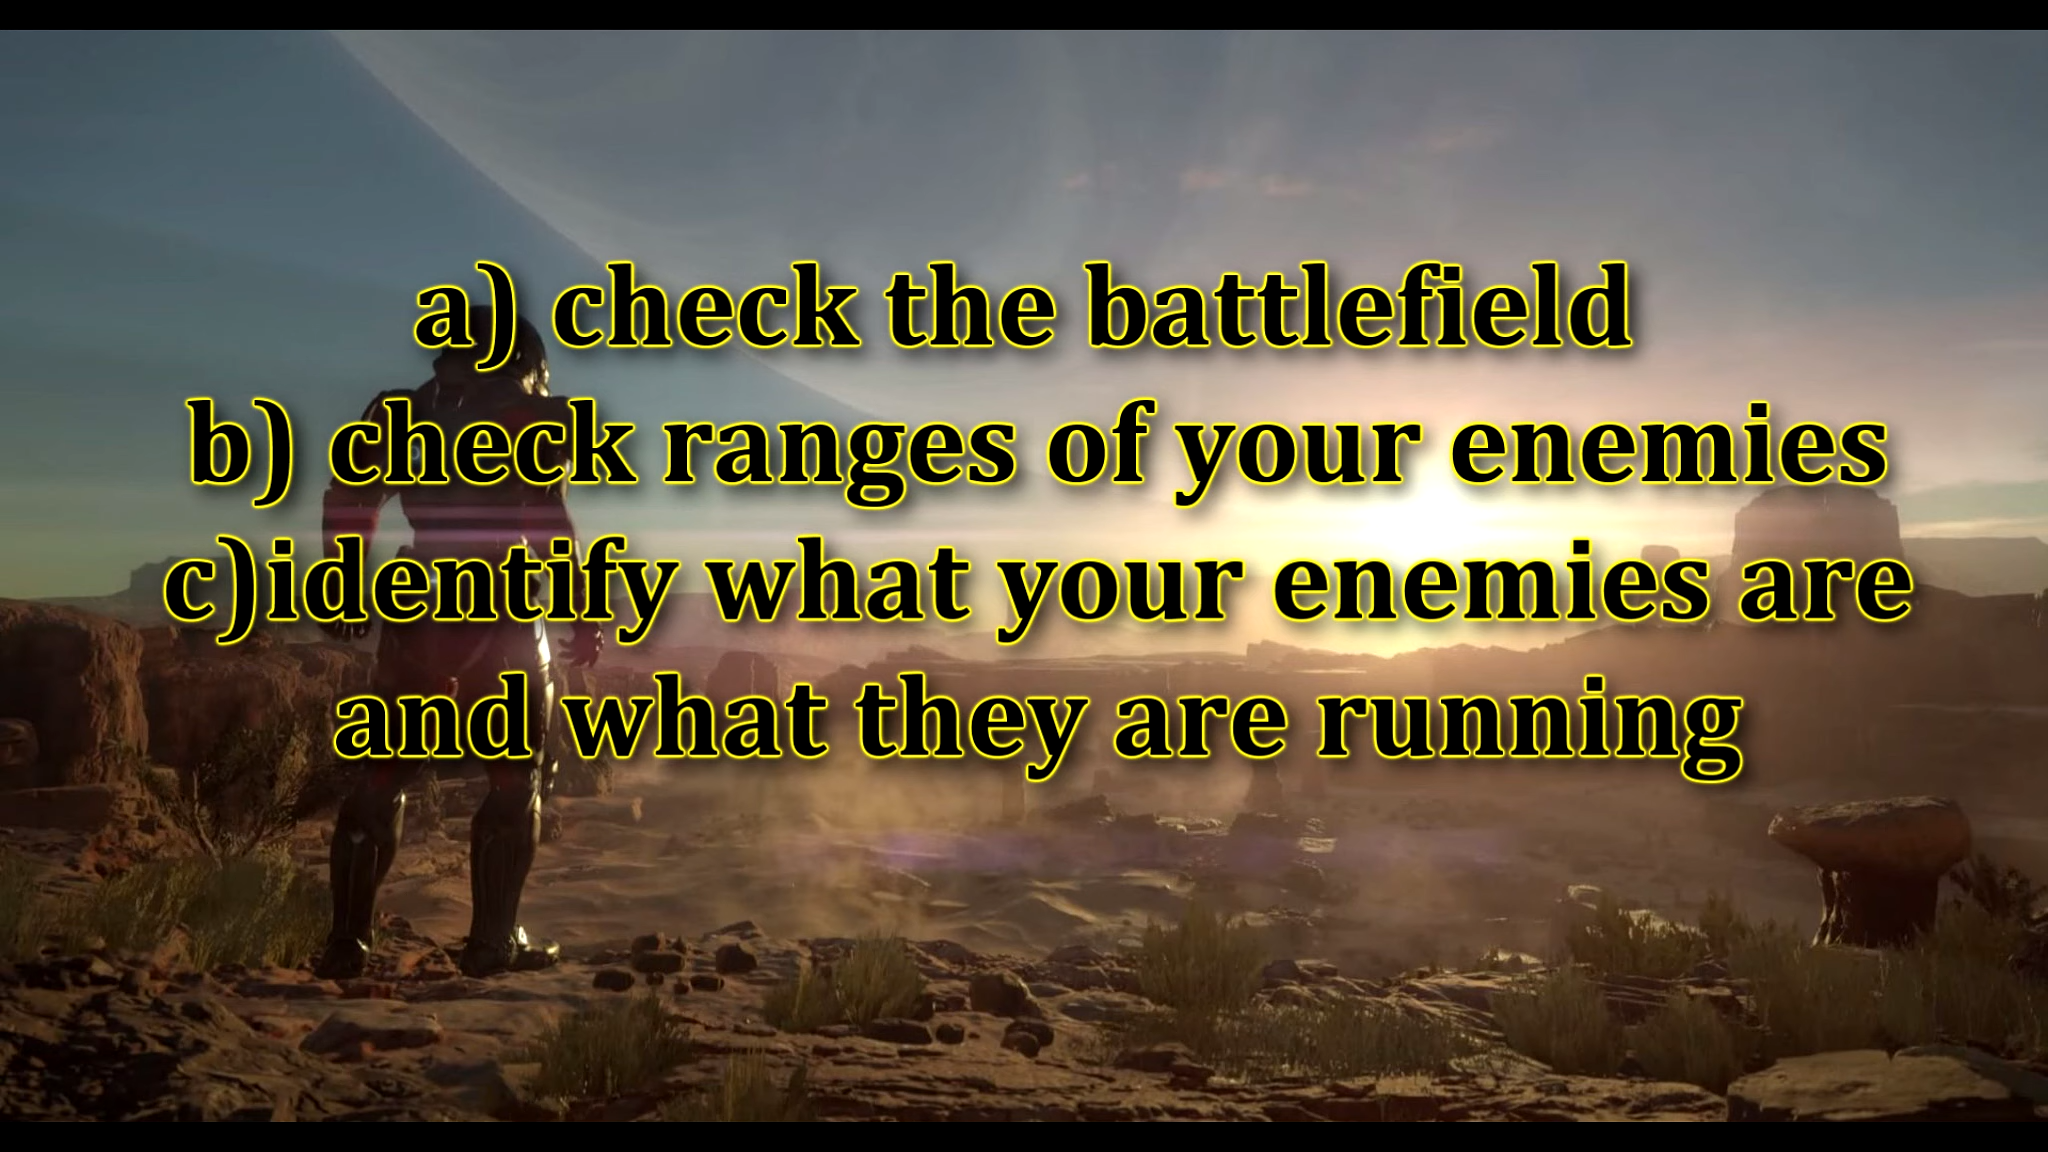 a) check the battlefield
b) check ranges of your enemies
c)identify what your enemies are
and what they are running